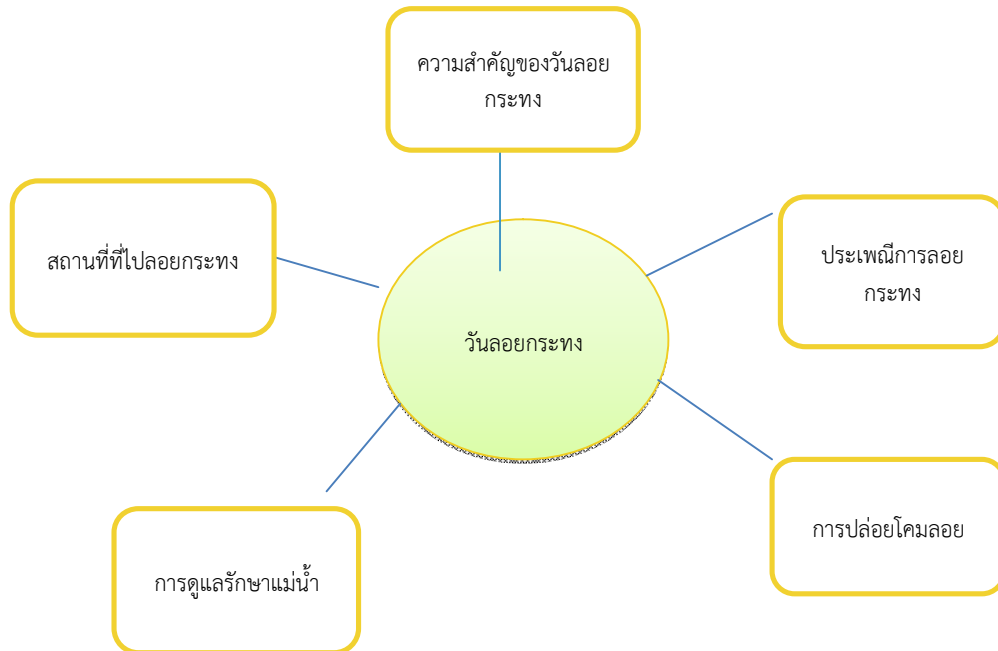 ความสำคัญของวันลอย
กระทง
สถานที่ที่ไปลอยกระทง
ประเพณีการลอย
กระทง
วันลอยกระทง
การปล่อยโคมลอย
การดูแลรักษาแม่น้ำ